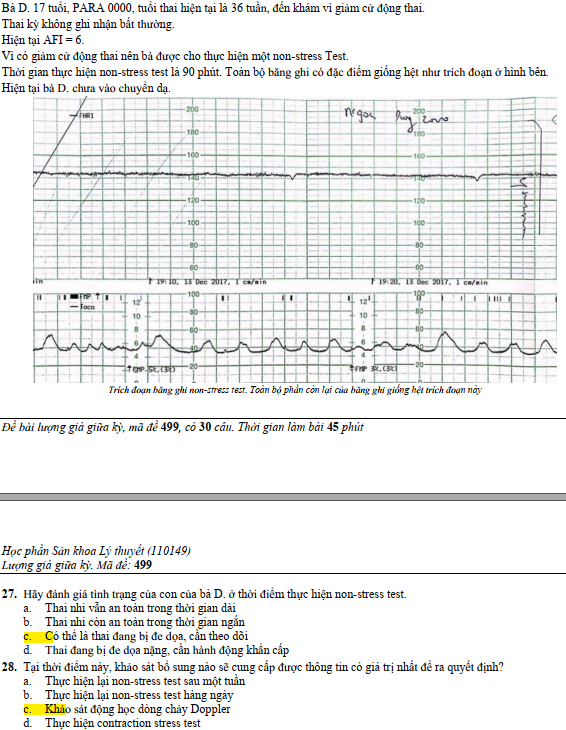 Bà D. 17 tuổi, PARA 0000, tuổi thai hiện tại là 36 tuần, đến khám vì giảm cử động thai.
Thai kỳ không ghi nhận bất thường.
Hiện tại AFI = 6.
Vì có giảm cử động thai nên bà được cho thực hiện một non-stress Test.
Thời gian thực hiện non-stress test là 90 phút. Toàn bộ băng ghi có đặc điểm giống hệt như trích đoạn ở hình bên.
Hiện tại bà D. chưa vào chuyển dạ.
FHR1
200 200
180 180
160 160
140 140
120 120
100 100
80 80
60 60
19:10, 13 Dec 2017, 1 cm/min 19:20, 13 Dec 2017, 1 cm/min
FMP
Toco
100 100
12 12
10 80 10 80
8 60 8 60
6 6
4 4
20 20
Trích đoạn băng ghi non-stress test. Toàn bộ phần còn lại của băng ghi giống hệt trích đoạn này
Đề bài lượng giá giữa kỳ, mã đề 499, có 30 câu. Thời gian làm bài 45 phút
Học phần Sản khoa Lý thuyết (110149)
Lượng giá giữa kỳ. Mã đề: 499
27. Hãy đánh giá tình trạng của con của bà D. ở thời điểm thực hiện non-stress test.
a. Thai nhi vẫn an toàn trong thời gian dài
b. Thai nhi còn an toàn trong thời gian ngắn
c. Có thể là thai đang bị đe dọa, cần theo dõi
d. Thai đang bị đe dọa nặng, cần hành động khẩn cấp
28. Tại thời điểm này, khảo sát bổ sung nào sẽ cung cấp được thông tin có giá trị nhất để ra quyết định?
a. Thực hiện lại non-stress test sau một tuần
b. Thực hiện lại non-stress test hàng ngày
c. Khảo sát động học dòng chảy Doppler
d. Thực hiện contraction stress test